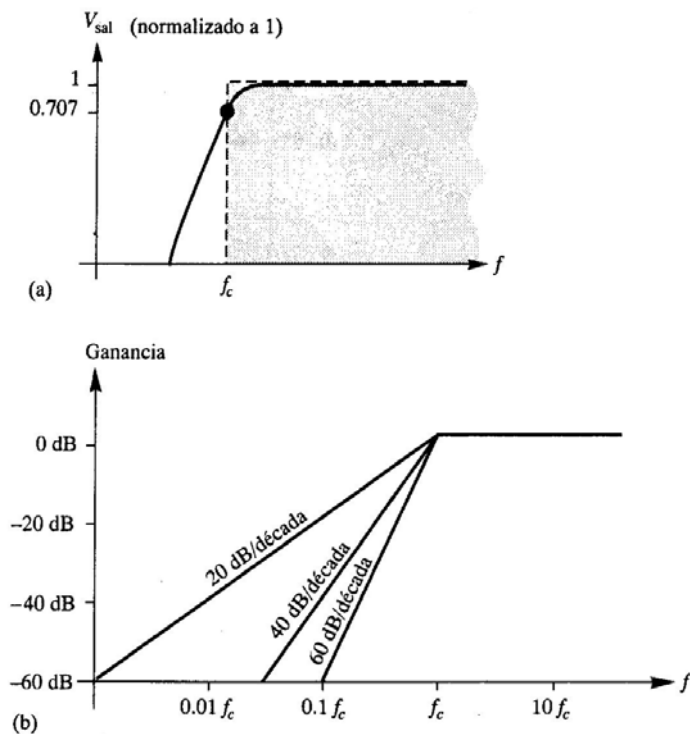 V_sal (normalizado a 1)
1
0.707
f
f_c
(a)
Ganancia
0 dB
−20 dB
−40 dB
−60 dB
20 dB/década
40 dB/década
60 dB/década
0.01 f_c
0.1 f_c
f_c
10 f_c
f
(b)